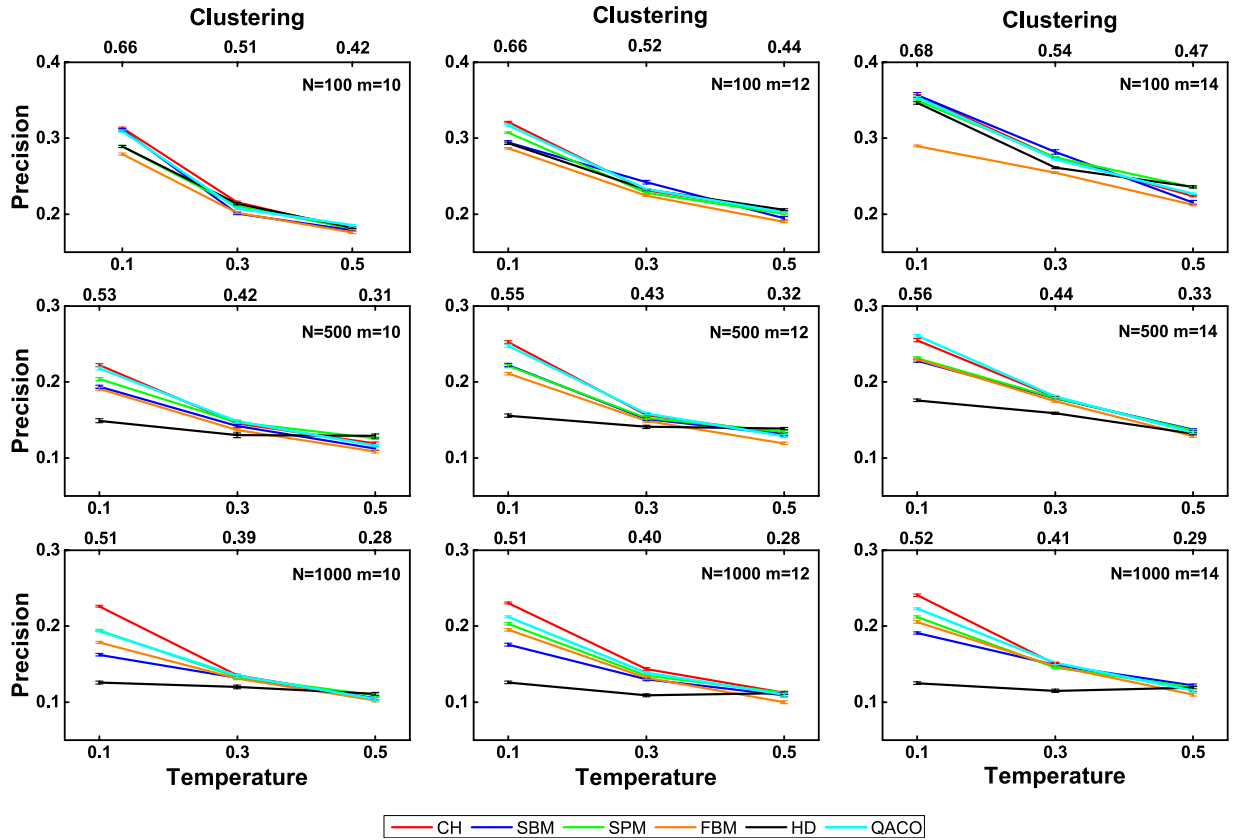 Clustering Clustering Clustering
0.66 0.51 0.42 0.66 0.52 0.44 0.68 0.54 0.47
0.4 0.4 0.4
N=100 m=10 N=100 m=12 N=100 m=14
Precision
0.3 0.3 0.3
0.2 0.2 0.2
0.1 0.3 0.5 0.1 0.3 0.5 0.1 0.3 0.5
0.53 0.42 0.31 0.55 0.43 0.32 0.56 0.44 0.33
0.3 0.3 0.3
N=500 m=10 N=500 m=12 N=500 m=14
Precision
0.2 0.2 0.2
0.1 0.1 0.1
0.1 0.3 0.5 0.1 0.3 0.5 0.1 0.3 0.5
0.51 0.39 0.28 0.51 0.40 0.28 0.52 0.41 0.29
0.3 0.3 0.3
N=1000 m=10 N=1000 m=12 N=1000 m=14
Precision
0.2 0.2 0.2
0.1 0.1 0.1
0.1 0.3 0.5 0.1 0.3 0.5 0.1 0.3 0.5
Temperature Temperature Temperature
CH SBM SPM FBM HD QACO